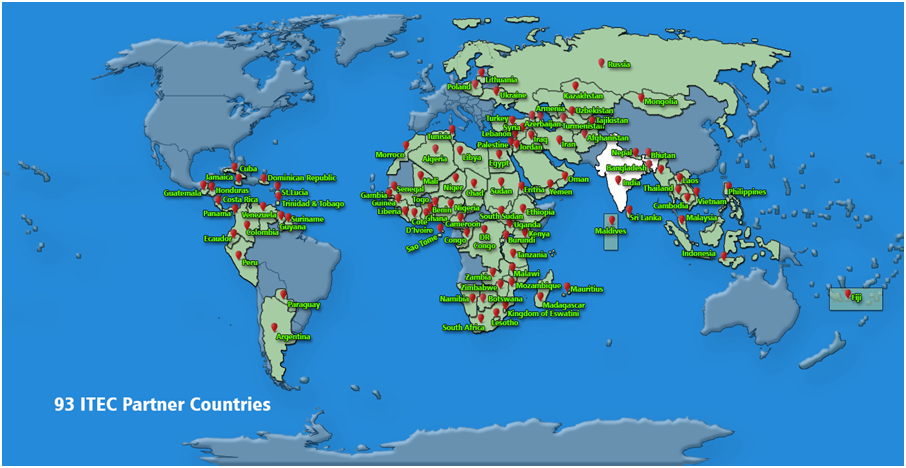 Russia
Lithuania
Poland
Ukraine
Kazakhstan
Mongolia
Armenia
Uzbekistan
Turkey
Azerbaijan
Tajikistan
Turmenistan
Syria
Lebanon
Afghanistan
Tunisia
Palestine
Iraq
Iran
Jordan
Morroco
Algeria
Libya
Egypt
Nepal
Bhutan
Bangladesh
Cuba
Jamaica
Dominican Republic
Guatemala
Honduras
St.Lucia
Costa Rica
Trinidad & Tobago
Panama
Venezuela
Suriname
Guyana
Colombia
Ecaudor
Peru
Paraguay
Argentina
Mali
Niger
Chad
Sudan
Eritria
Yemen
Oman
Senegal
Gambia
Guinea
Togo
Benin
Nigeria
Liberia
Ghana
Cote
D'Ivoire
Cameroon
South Sudan
Ethiopia
Sao Tome
Congo
DR
Congo
Uganda
Kenya
Burundi
Tanzania
Zambia
Malawi
Zimbabwe
Mozambique
Mauritius
Namibia
Botswana
Madagascar
Kingdom of Eswatini
South Africa
Lesotho
India
Laos
Thailand
Philippines
Cambodia
Vietnam
Sri Lanka
Malaysia
Maldives
Indonesia
Fiji
93 ITEC Partner Countries